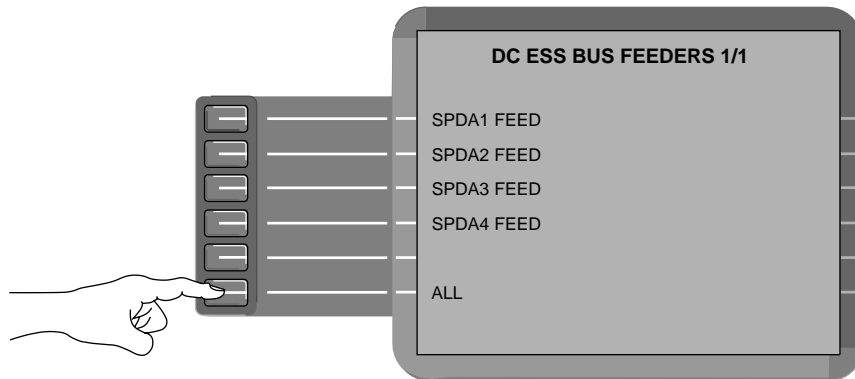 DC ESS BUS FEEDERS 1/1
SPDA1 FEED
SPDA2 FEED
SPDA3 FEED
SPDA4 FEED
ALL